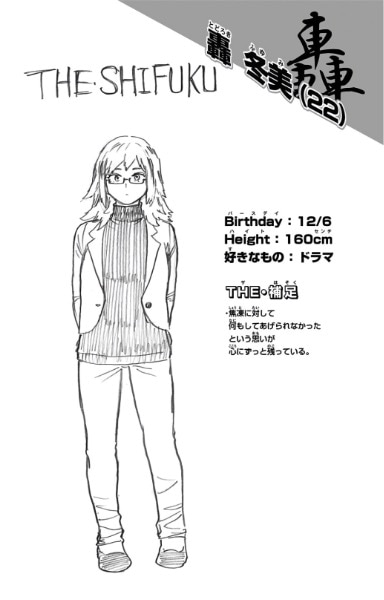 轟 冬美(22)
轟
THE・SHIFUKU
Birthday：12/6
Height：160cm
好きなもの：ドラマ
THE・補足
・焦凍に対して
何もしてあげられなかった
という思いが
心にずっと残っている。